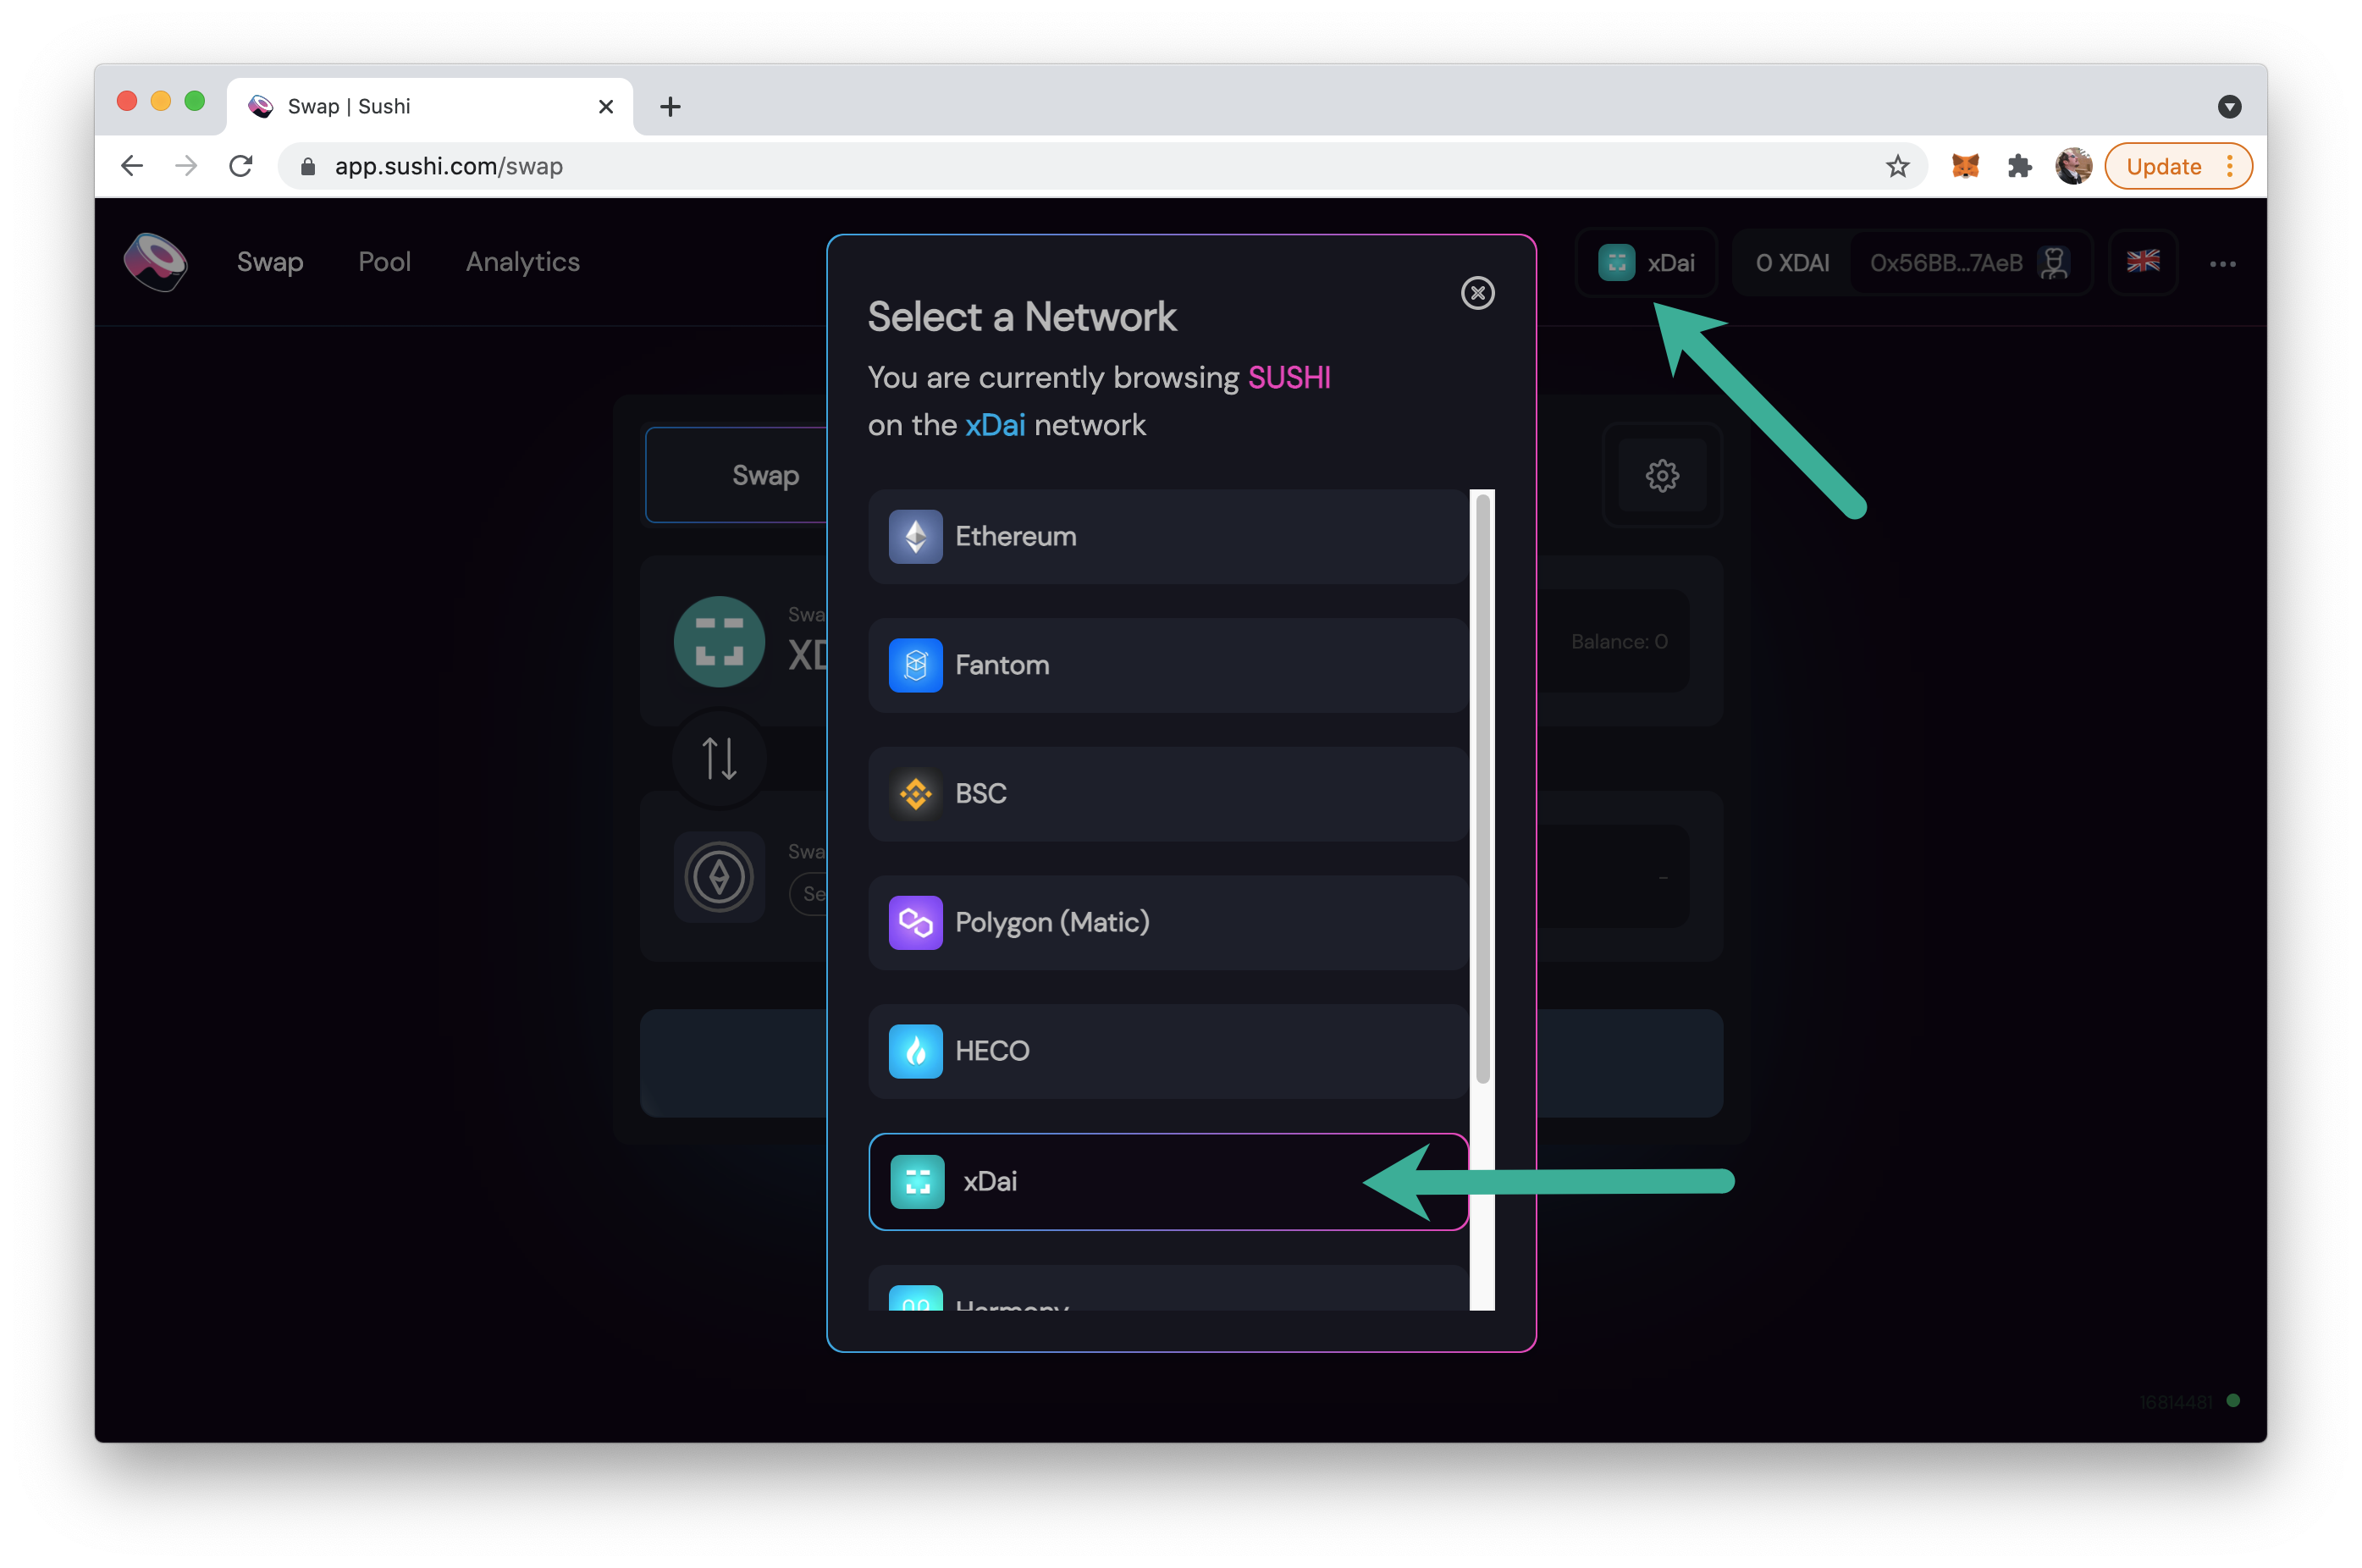 Swap | Sushi
app.sushi.com/swap
Update
Swap
Pool
Analytics
xDai
0 XDAI
0x56BB...7AeB
Select a Network
You are currently browsing SUSHI
on the xDai network
Swap
Ethereum
Fantom
Swa
XD
Balance: 0
BSC
Swa
Se
-
Polygon (Matic)
HECO
xDai
Harmony
16814481